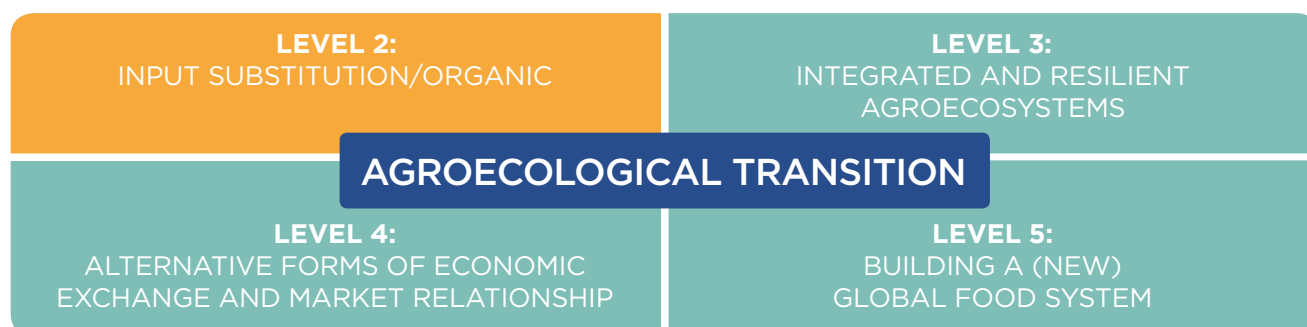 LEVEL 2:
INPUT SUBSTITUTION/ORGANIC
LEVEL 3:
INTEGRATED AND RESILIENT
AGROECOSYSTEMS
AGROECOLOGICAL TRANSITION
LEVEL 4:
ALTERNATIVE FORMS OF ECONOMIC
EXCHANGE AND MARKET RELATIONSHIP
LEVEL 5:
BUILDING A (NEW)
GLOBAL FOOD SYSTEM